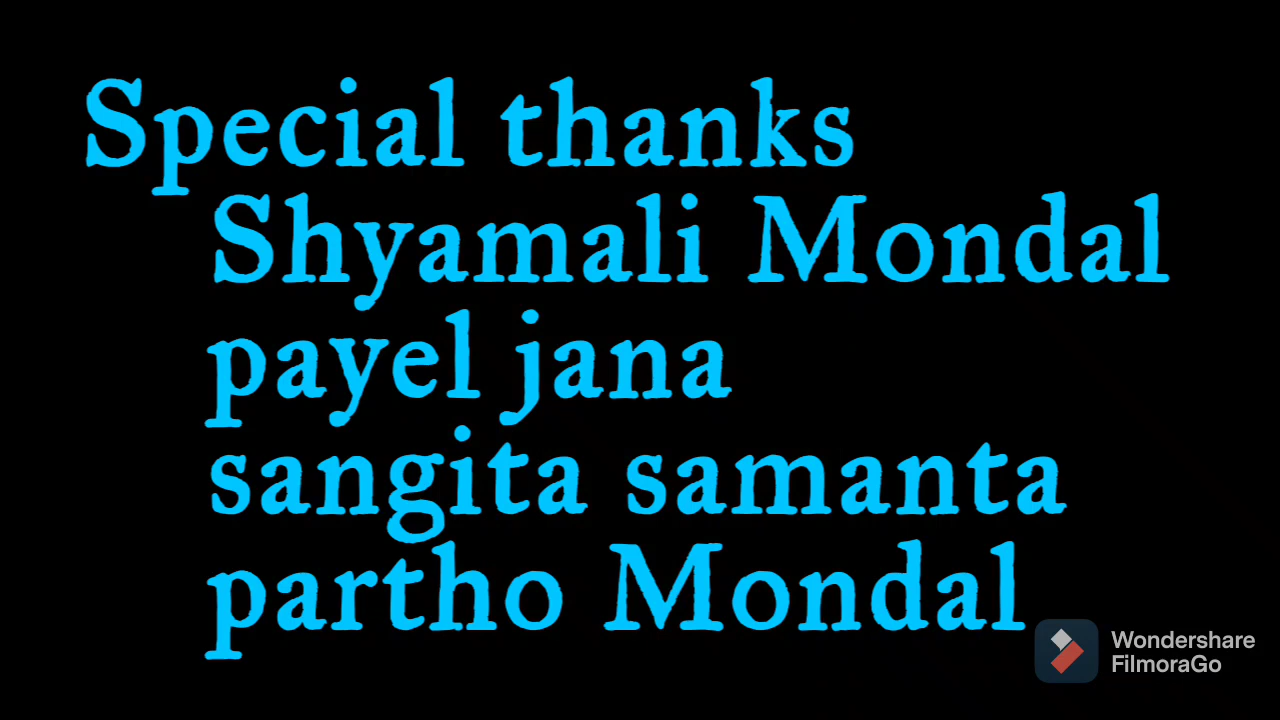 Special thanks
Shyamali Mondal
payel jana
sangita samanta
partho Mondal
Wondershare
FilmoraGo